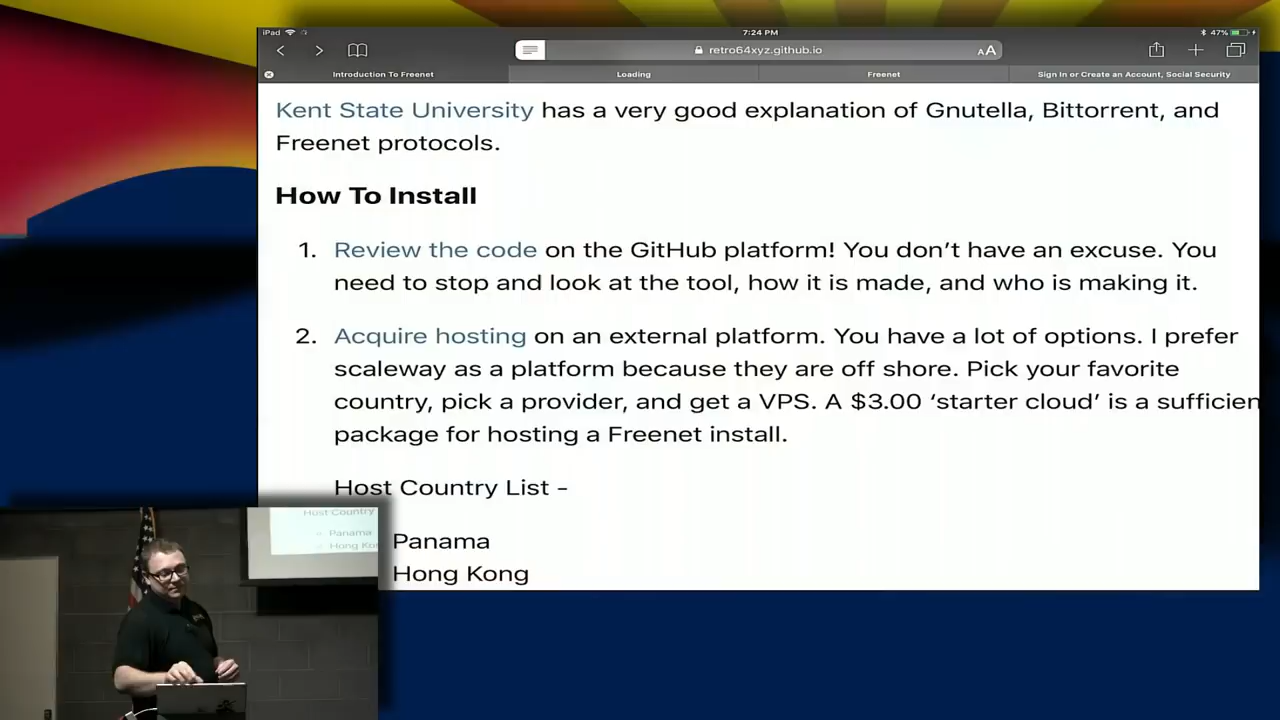 iPad
7:24 PM
47%
retro64xyz.github.io
AA
Introduction To Freenet
Loading
Freenet
Sign In or Create an Account, Social Security
Kent State University has a very good explanation of Gnutella, Bittorrent, and
Freenet protocols.
How To Install
1. Review the code on the GitHub platform! You don’t have an excuse. You
need to stop and look at the tool, how it is made, and who is making it.
2. Acquire hosting on an external platform. You have a lot of options. I prefer
scaleway as a platform because they are off shore. Pick your favorite
country, pick a provider, and get a VPS. A $3.00 ‘starter cloud’ is a sufficien
package for hosting a Freenet install.
Host Country List -
Panama
Hong Kong
Host Country
Panama
Hong Kon